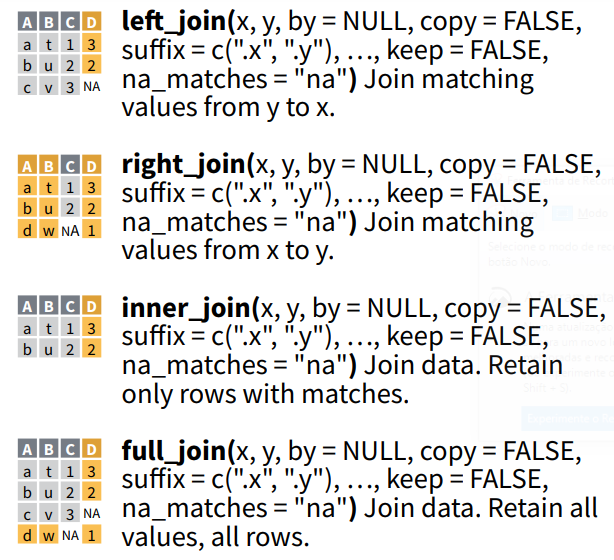 A B C D
a t 1 3
b u 2 2
c v 3 NA
left_join(x, y, by = NULL, copy = FALSE,
suffix = c(".x", ".y"), …, keep = FALSE,
na_matches = "na") Join matching
values from y to x.
A B C D
a t 1 3
b u 2 2
d w NA 1
right_join(x, y, by = NULL, copy = FALSE,
suffix = c(".x", ".y"), …, keep = FALSE,
na_matches = "na") Join matching
values from x to y.
A B C D
a t 1 3
b u 2 2
inner_join(x, y, by = NULL, copy = FALSE,
suffix = c(".x", ".y"), …, keep = FALSE,
na_matches = "na") Join data. Retain
only rows with matches.
A B C D
a t 1 3
b u 2 2
c v 3 NA
d w NA 1
full_join(x, y, by = NULL, copy = FALSE,
suffix = c(".x", ".y"), …, keep = FALSE,
na_matches = "na") Join data. Retain all
values, all rows.